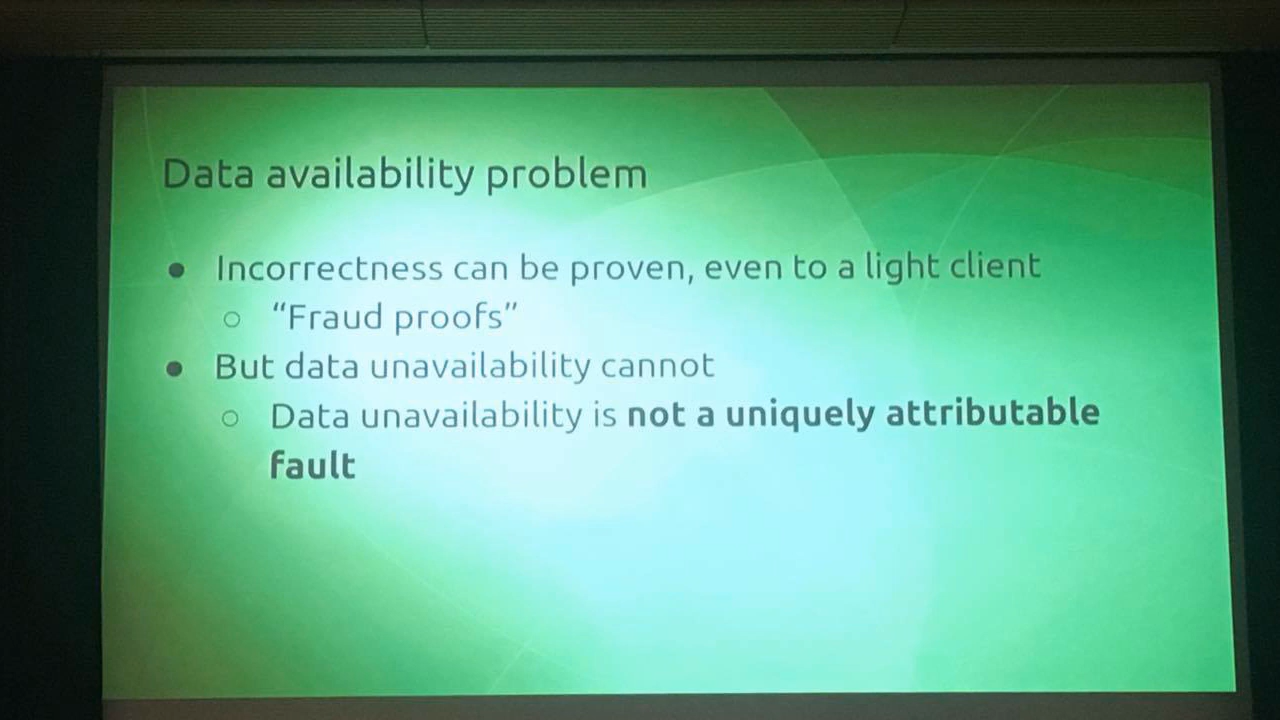 Data availability problem
● Incorrectness can be proven, even to a light client
○ “Fraud proofs”
● But data unavailability cannot
○ Data unavailability is not a uniquely attributable
fault